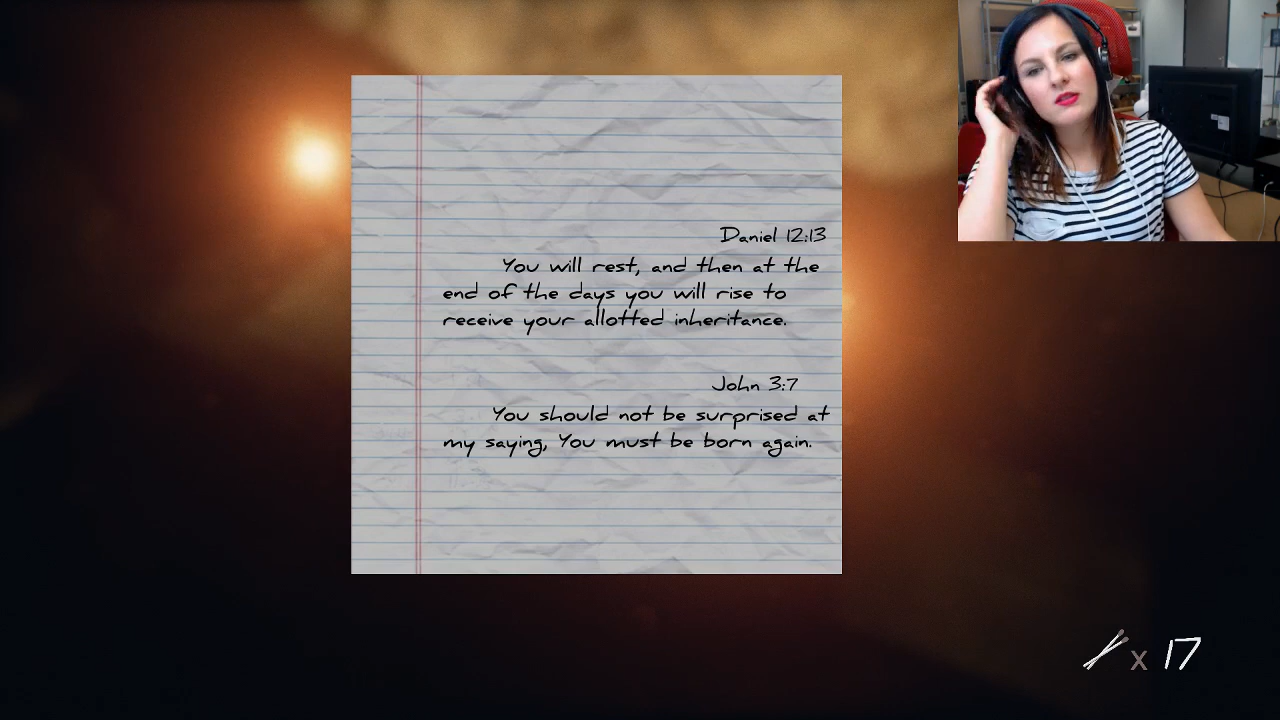 Daniel 12:13
You will rest, and then at the
end of the days you will rise to
receive your allotted inheritance.
John 3:7
You should not be surprised at
my saying, You must be born again.
x 17